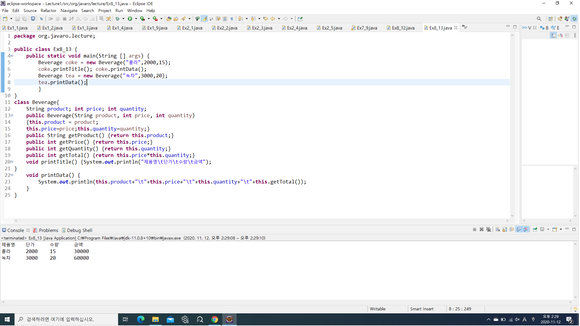 eclipse-workspace - Lecture1/src/org/javaro/lecture/Ex8_13.java - Eclipse IDE
File Edit Source Refactor Navigate Search Project Run Window Help
Ex1_1.java Ex1_2.java Ex1_3.java Ex1_4.java Ex1_9.java Ex2_1.java Ex2_2.java Ex2_3.java Ex2_4.java Ex2_5.java Ex7_9.java Ex8_12.java Ex8_13.java
1 package org.javaro.lecture;
2
3 public class Ex8_13 {
4 public static void main(String [] args) {
5 Beverage coke = new Beverage("콜라",2000,15);
6 coke.printTitle(); coke.printData();
7 Beverage tea = new Beverage("녹차",3000,20);
8 tea.printData();
9 }
10 }
11 class Beverage{
12 String product; int price; int quantity;
13 public Beverage(String product, int price, int quantity)
14 {this.product = product;
15 this.price=price;this.quantity=quantity;}
16 public String getProduct() {return this.product;}
17 public int getPrice() {return this.price;}
18 public int getQuantity() {return this.quantity;}
19 public int getTotal() {return this.price*this.quantity;}
20 void printTitle() {System.out.println("제품명\t단가\t수량\t금액");
21 }
22 void printData() {
23 System.out.println(this.product+"\t"+this.price+"\t"+this.quantity+"\t"+this.getTotal());
24 }
25 }
Console Problems Debug Shell
<terminated> Ex8_13 [Java Application] C:\Program Files\Java\jdk-11.0.8+10\bin\javaw.exe (2020. 11. 12. 오후 2:29:08 – 오후 2:29:10)
제품명 단가 수량 금액
콜라 2000 15 30000
녹차 3000 20 60000
Writable Smart Insert 8 : 25 : 249
검색하려면 여기에 입력하십시오.
오후 2:29
2020-11-12